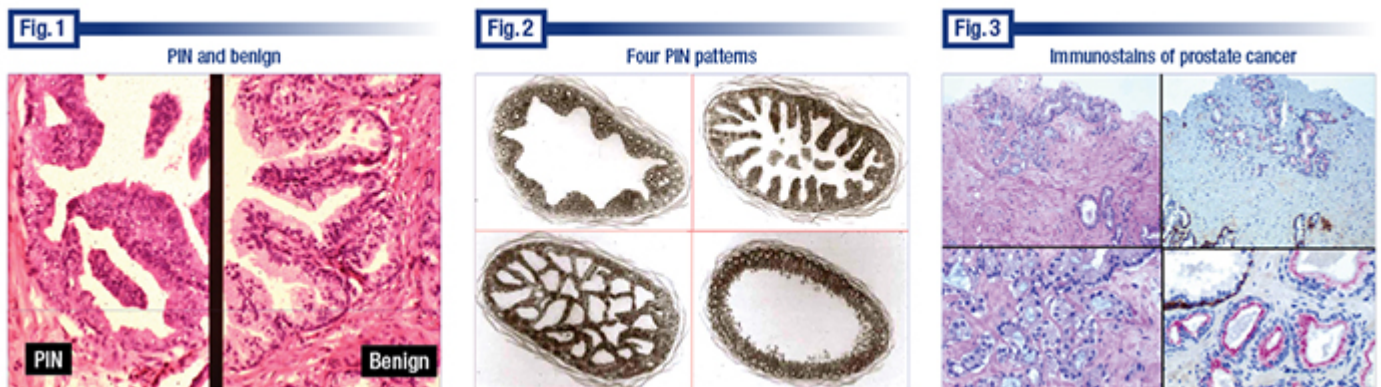 Fig. 1
PIN and benign
PIN
Benign
Fig. 2
Four PIN patterns
Fig. 3
Immunostains of prostate cancer